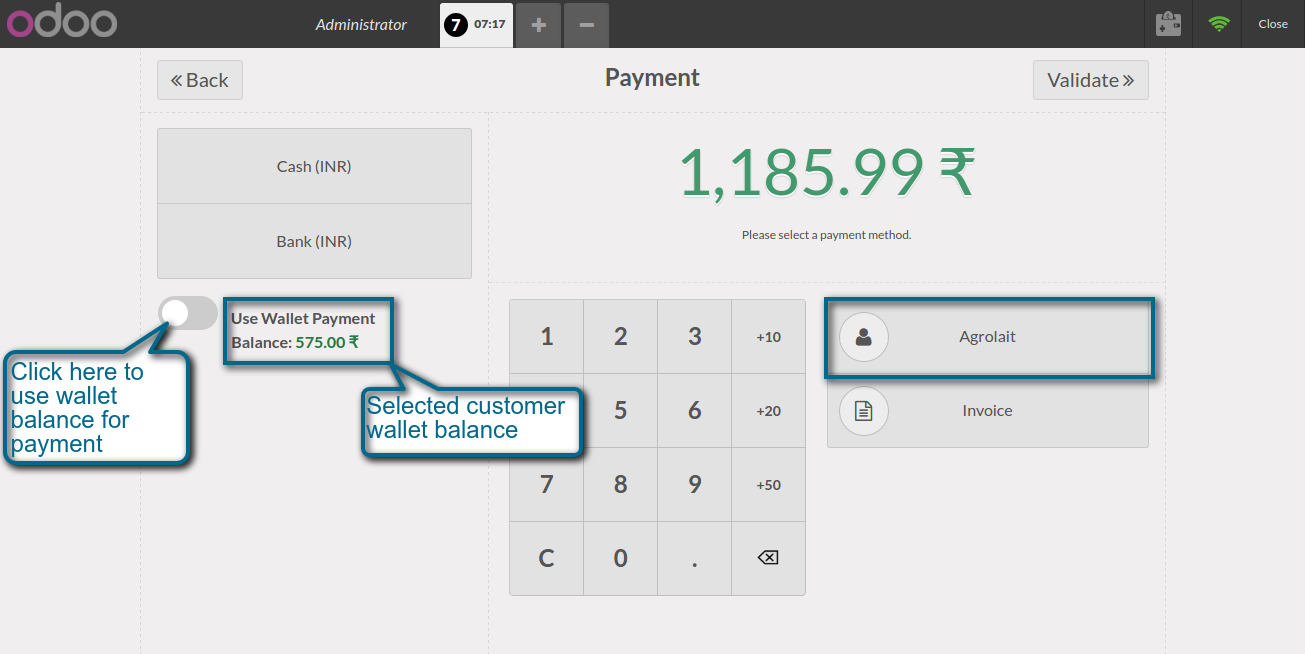 odoo
Administrator
7 07:17
+
−
Close
Back
Payment
Validate
Cash (INR)
Bank (INR)
1,185.99 ₹
Please select a payment method.
Use Wallet Payment
Balance: 575.00 ₹
Click here to
use wallet
balance for
payment
Selected customer
wallet balance
1 2 3 +10
5 6 +20
7 8 9 +50
C 0 .
Agrolait
Invoice